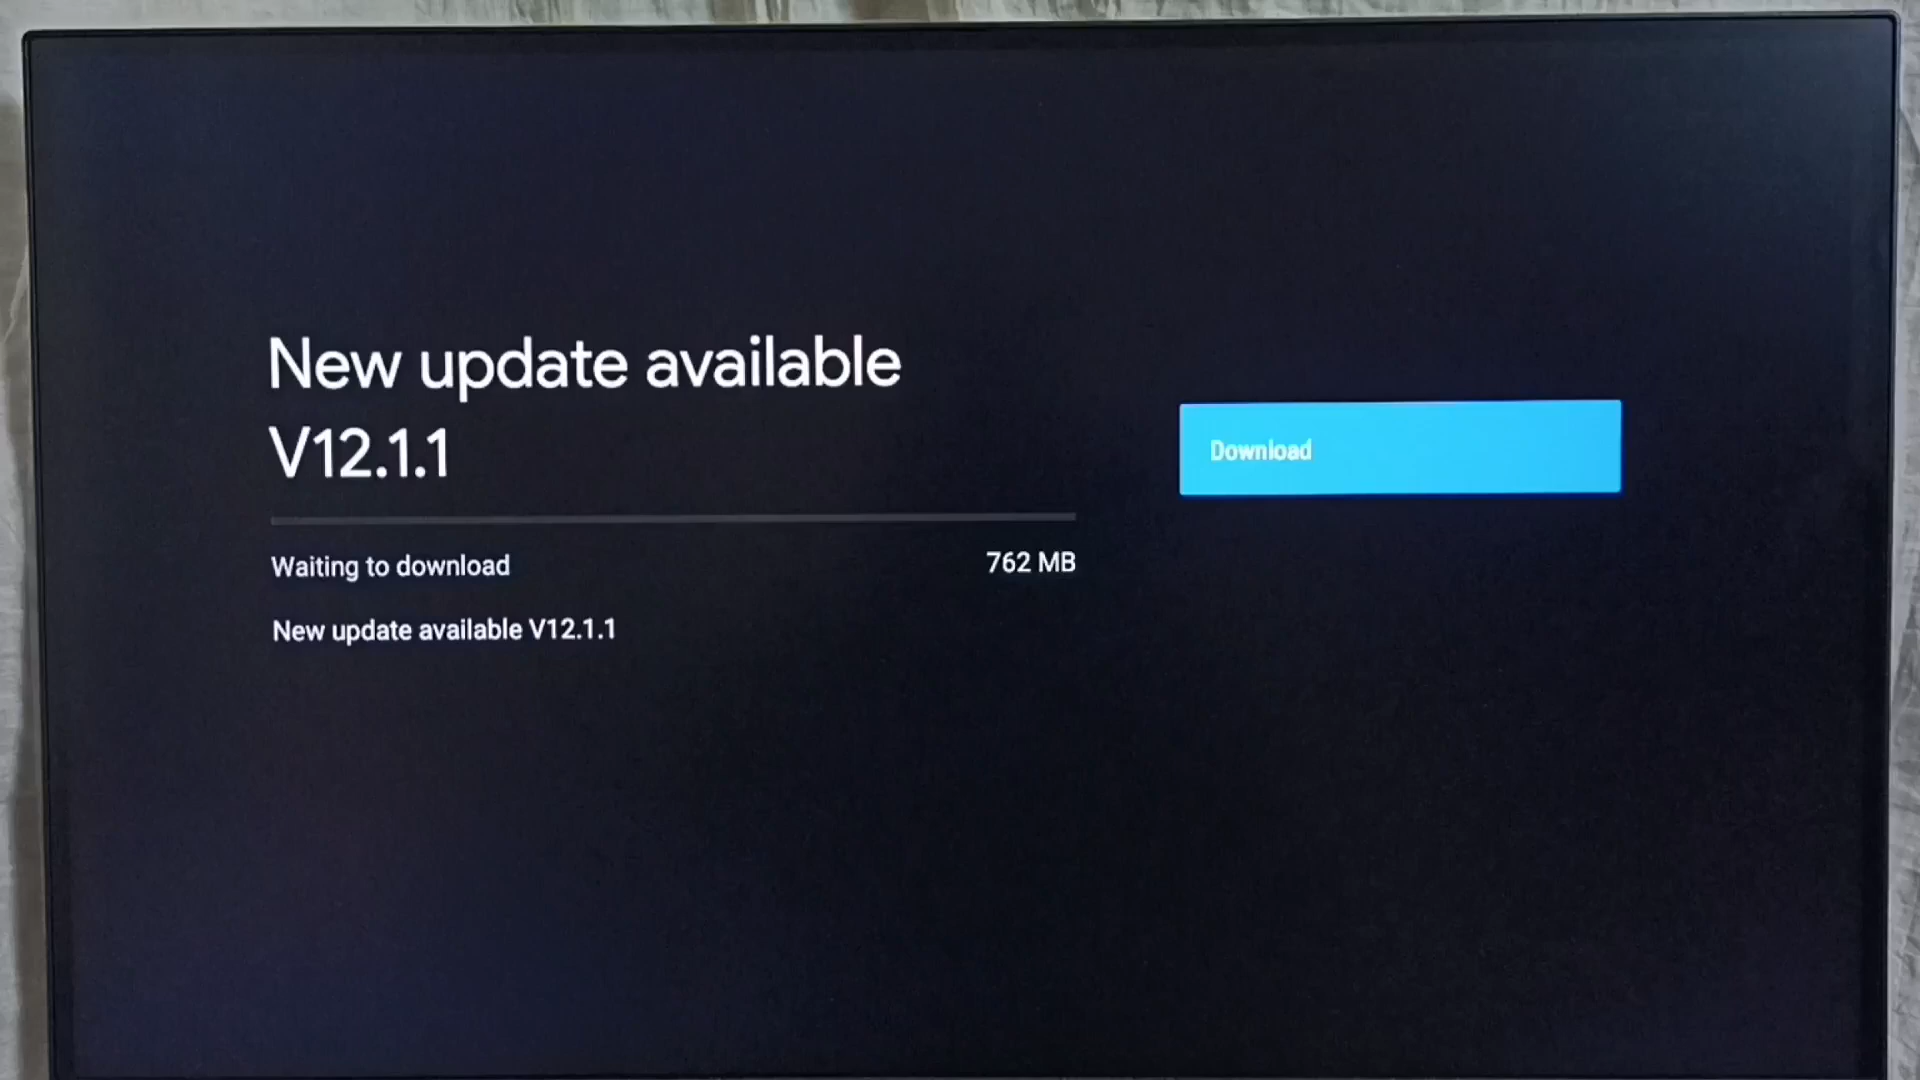 New update available
V12.1.1
Download
Waiting to download
762 MB
New update available V12.1.1